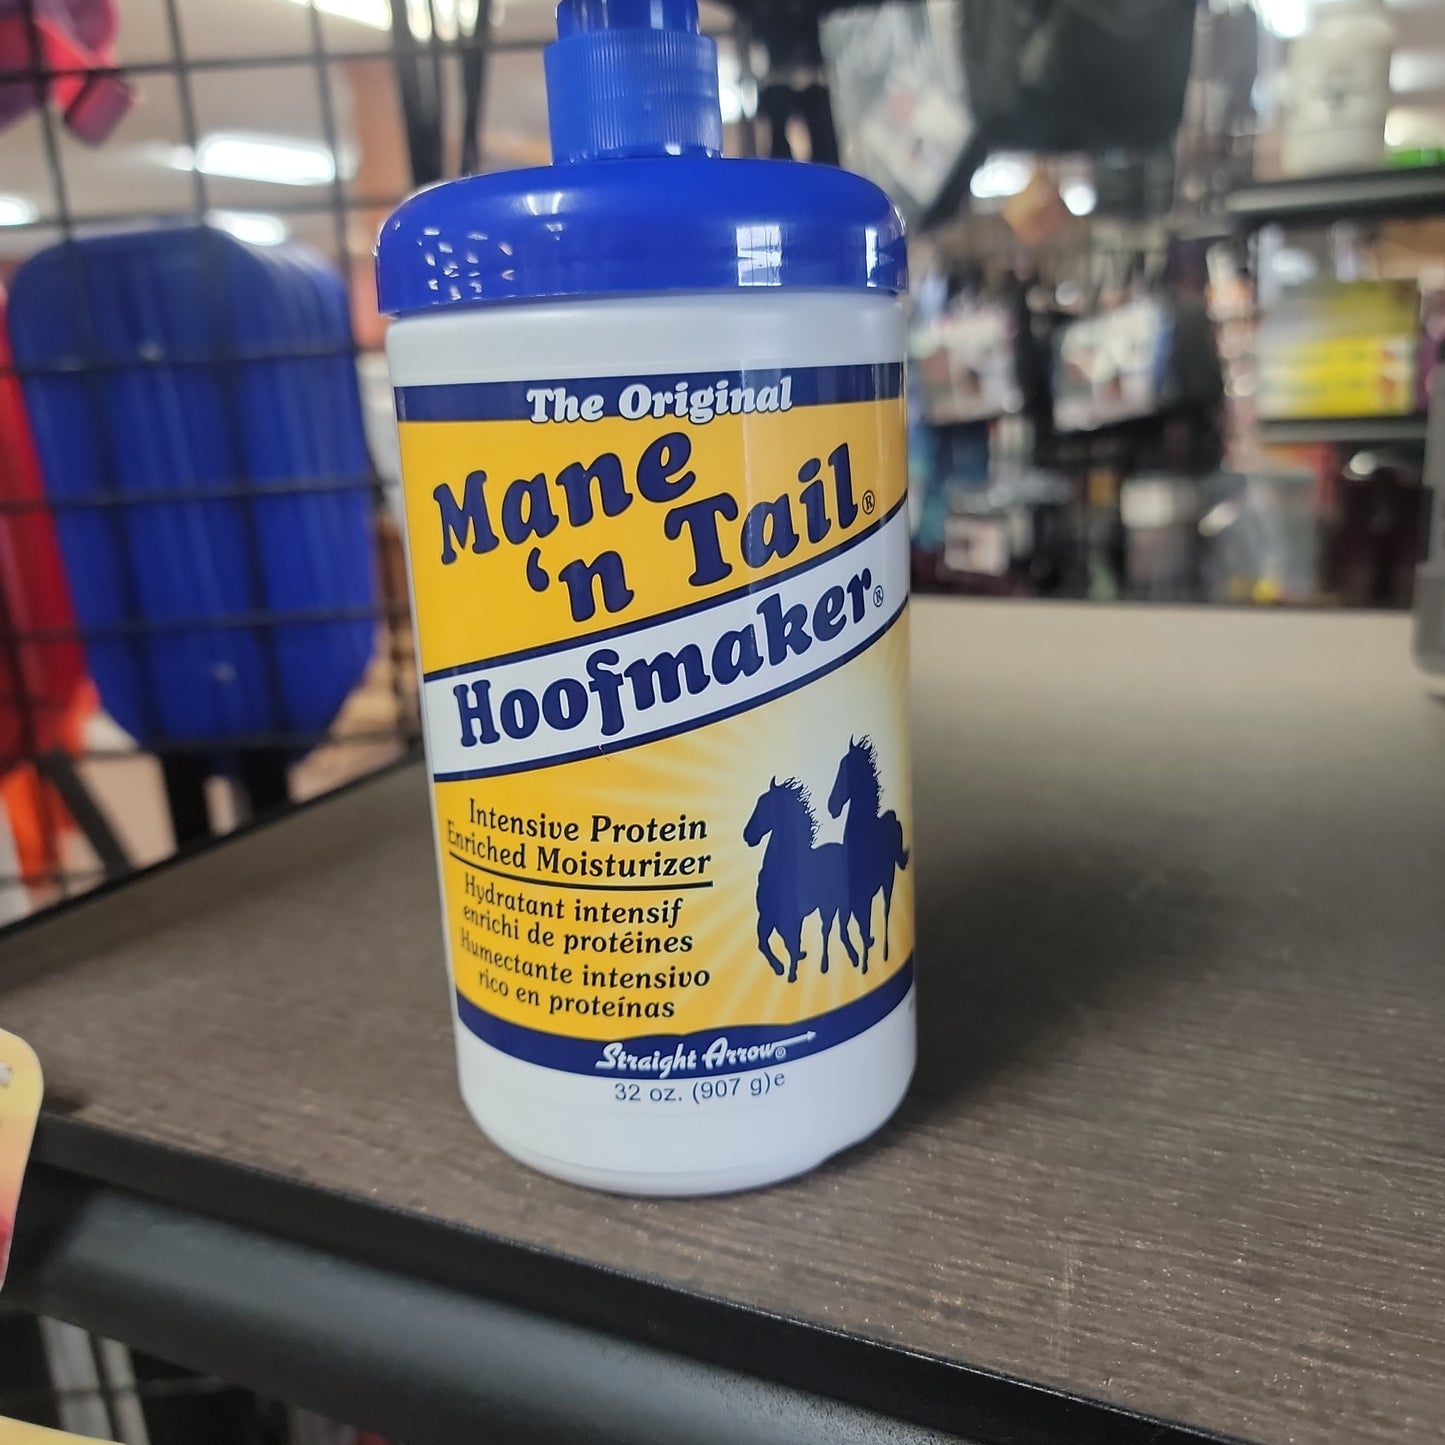 The Original
Mane
'n Tail®
Hoofmaker®
Intensive Protein
Enriched Moisturizer
Hydratant intensif
enrichi de protéines
Humectante intensivo
rico en proteínas
Straight Arrow®
32 oz. (907 g)e